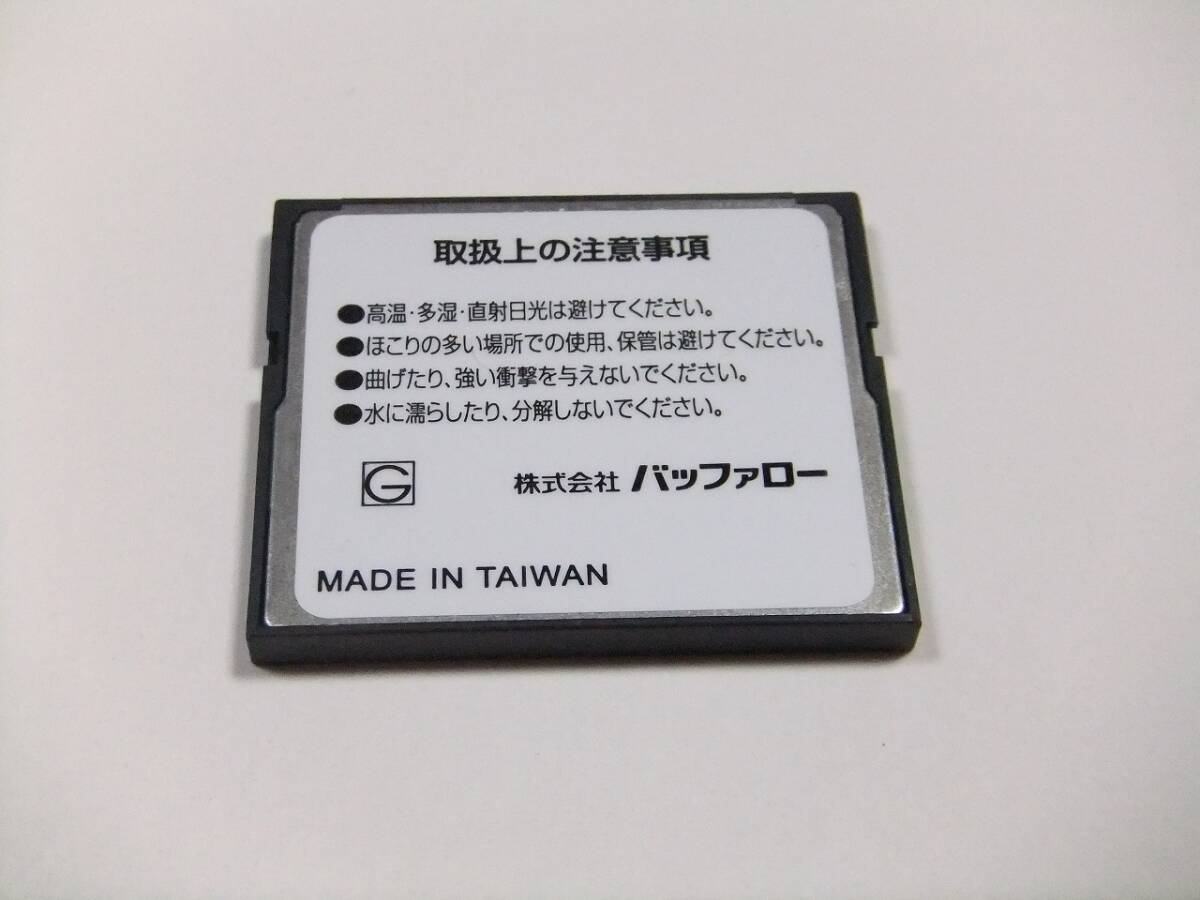 取扱上の注意事項
●高温・多湿・直射日光は避けてください。
●ほこりの多い場所での使用、保管は避けてください。
●曲げたり、強い衝撃を与えないでください。
●水に濡らしたり、分解しないでください。
G 株式会社 バッファロー
MADE IN TAIWAN